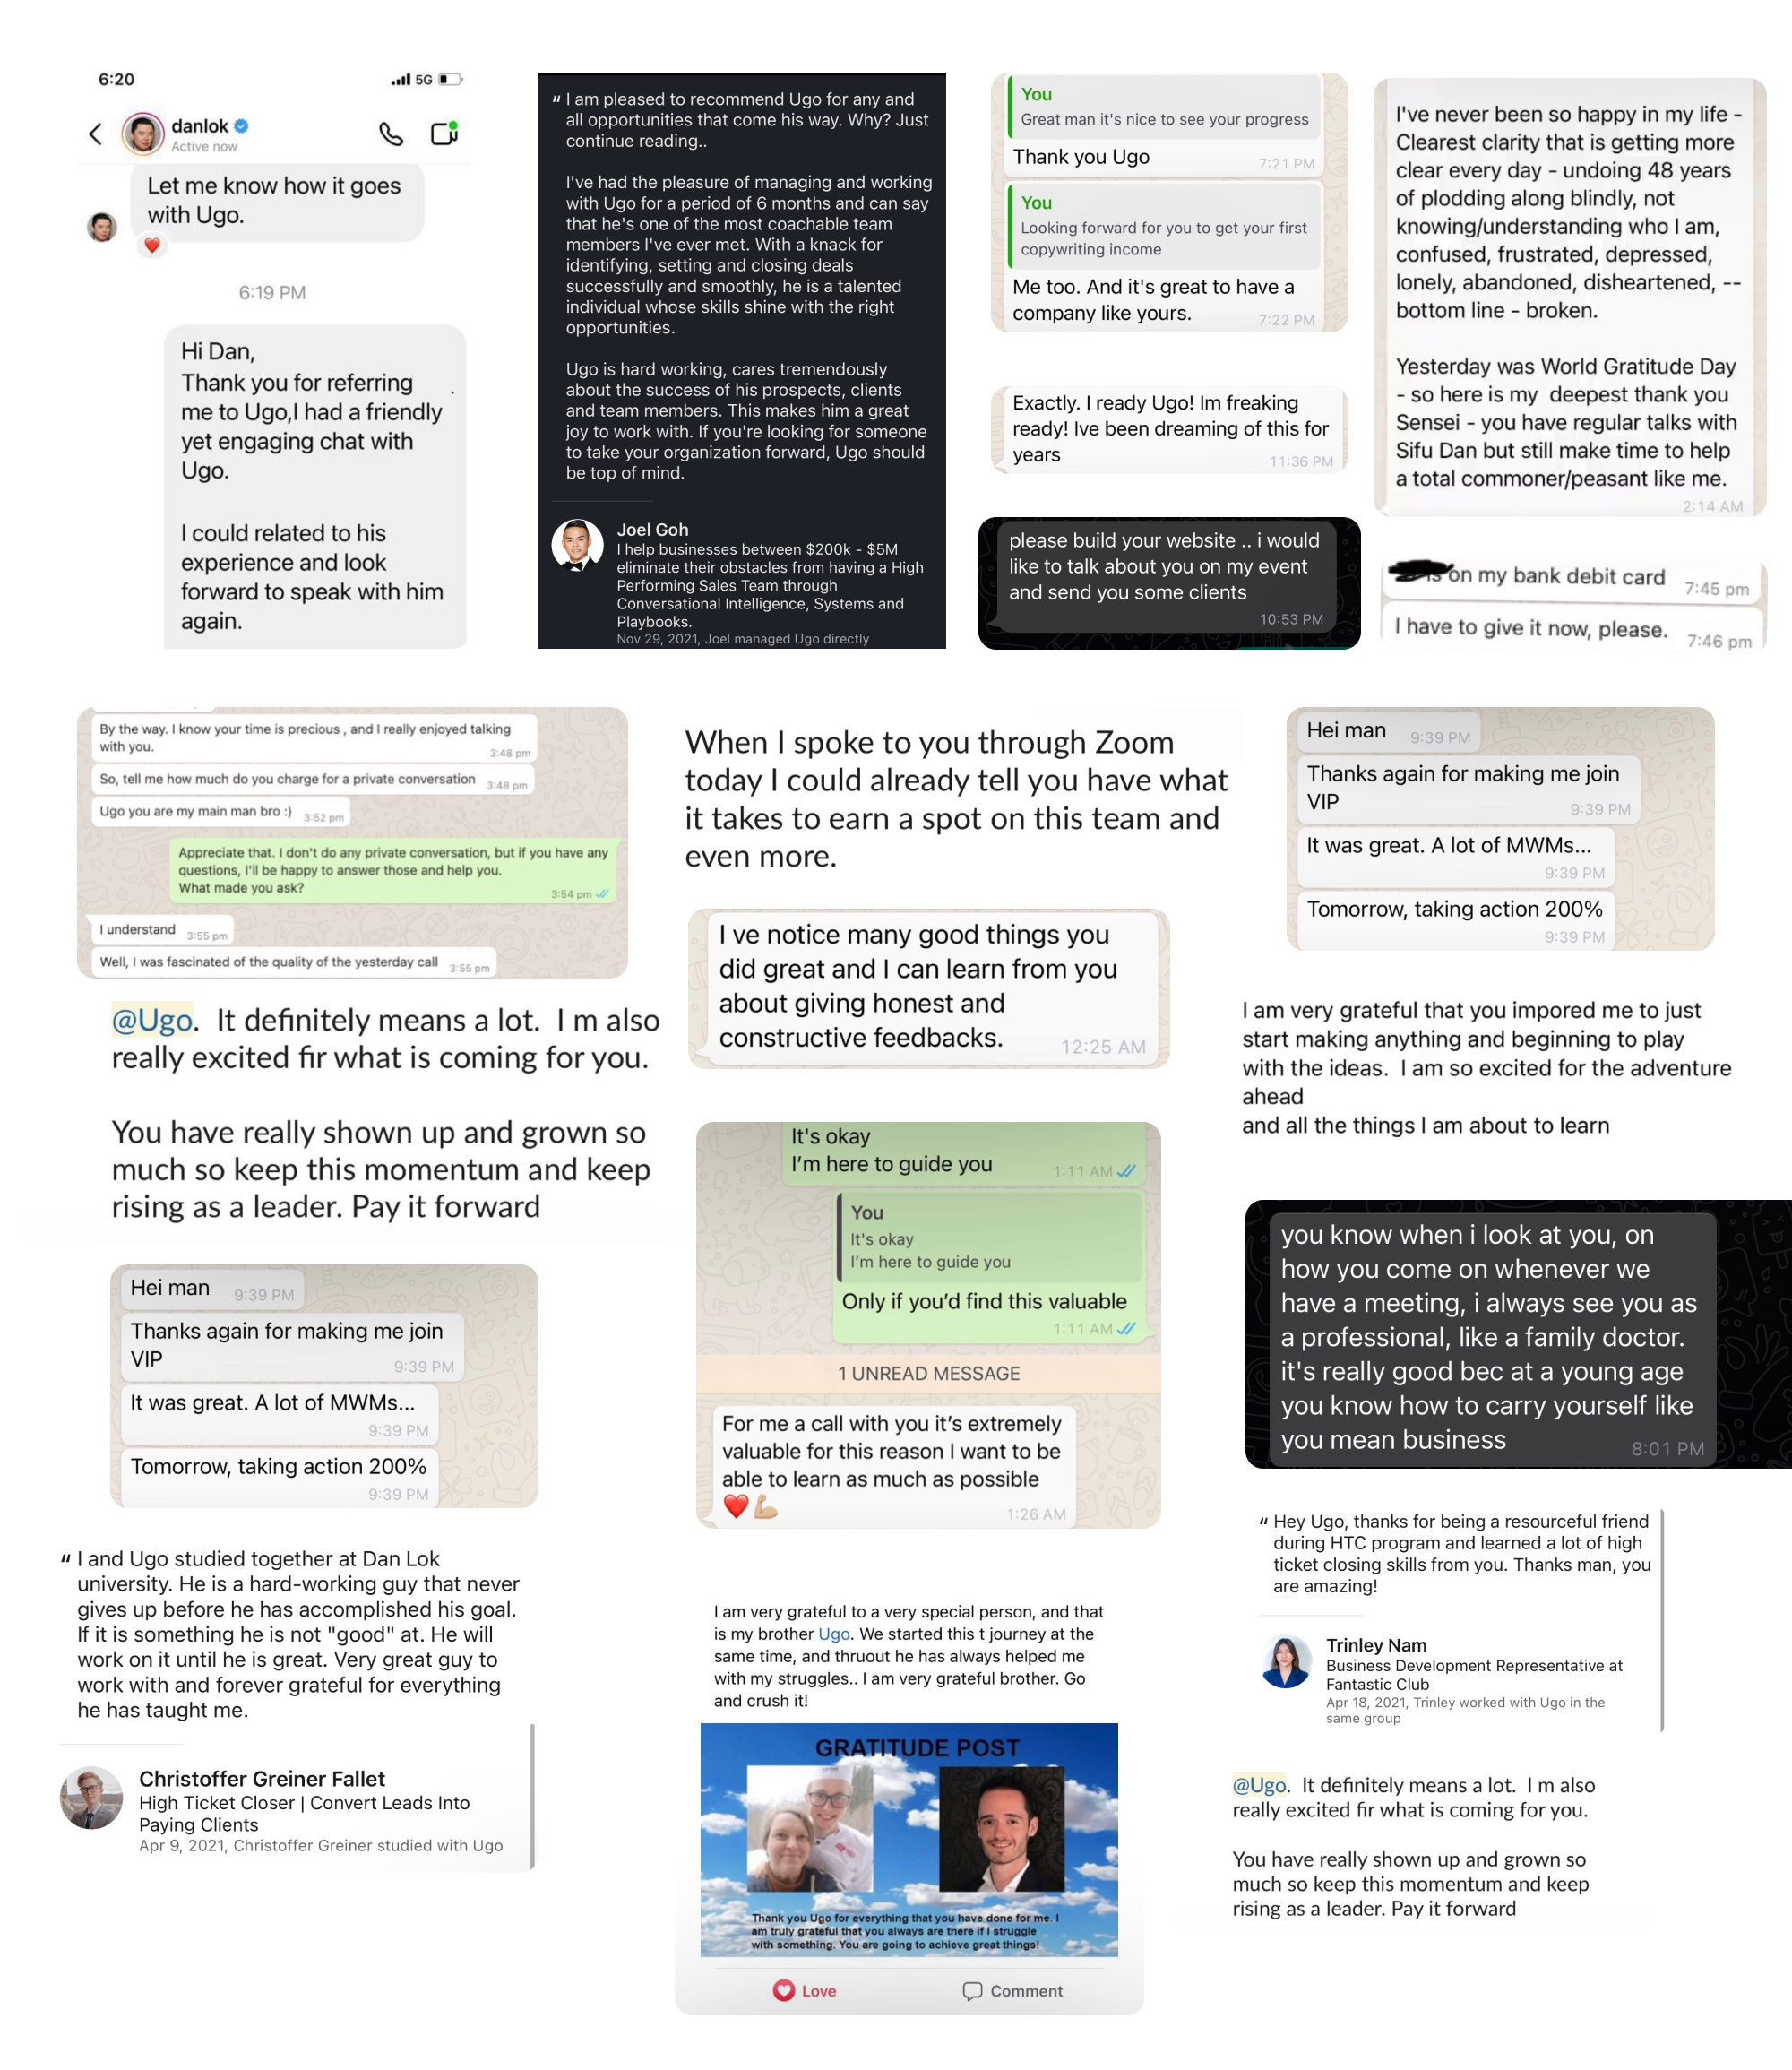 6:20
5G
danlok
Active now
Let me know how it goes
with Ugo.
6:19 PM
Hi Dan,
Thank you for referring
me to Ugo,I had a friendly
yet engaging chat with
Ugo.
I could related to his
experience and look
forward to speak with him
again.
“ I am pleased to recommend Ugo for any and
all opportunities that come his way. Why? Just
continue reading..
I've had the pleasure of managing and working
with Ugo for a period of 6 months and can say
that he's one of the most coachable team
members I've ever met. With a knack for
identifying, setting and closing deals
successfully and smoothly, he is a talented
individual whose skills shine with the right
opportunities.
Ugo is hard working, cares tremendously
about the success of his prospects, clients
and team members. This makes him a great
joy to work with. If you're looking for someone
to take your organization forward, Ugo should
be top of mind.
Joel Goh
I help businesses between $200k - $5M
eliminate their obstacles from having a High
Performing Sales Team through
Conversational Intelligence, Systems and
Playbooks.
Nov 29, 2021, Joel managed Ugo directly
You
Great man it's nice to see your progress
Thank you Ugo 7:21 PM
You
Looking forward for you to get your first
copywriting income
Me too. And it's great to have a
company like yours. 7:22 PM
Exactly. I ready Ugo! Im freaking
ready! Ive been dreaming of this for
years 11:36 PM
please build your website .. i would
like to talk about you on my event
and send you some clients
10:53 PM
I've never been so happy in my life -
Clearest clarity that is getting more
clear every day - undoing 48 years
of plodding along blindly, not
knowing/understanding who I am,
confused, frustrated, depressed,
lonely, abandoned, disheartened, --
bottom line - broken.
Yesterday was World Gratitude Day
- so here is my deepest thank you
Sensei - you have regular talks with
Sifu Dan but still make time to help
a total commoner/peasant like me.
2:14 AM
on my bank debit card 7:45 pm
I have to give it now, please. 7:46 pm
By the way. I know your time is precious , and I really enjoyed talking
with you. 3:48 pm
So, tell me how much do you charge for a private conversation 3:48 pm
Ugo you are my main man bro :) 3:52 pm
Appreciate that. I don't do any private conversation, but if you have any
questions, I'll be happy to answer those and help you.
What made you ask? 3:54 pm
I understand 3:55 pm
Well, I was fascinated of the quality of the yesterday call 3:55 pm
When I spoke to you through Zoom
today I could already tell you have what
it takes to earn a spot on this team and
even more.
Hei man 9:39 PM
Thanks again for making me join
VIP 9:39 PM
It was great. A lot of MWMs...
9:39 PM
Tomorrow, taking action 200%
9:39 PM
@Ugo. It definitely means a lot. I m also
really excited fir what is coming for you.
You have really shown up and grown so
much so keep this momentum and keep
rising as a leader. Pay it forward
I ve notice many good things you
did great and I can learn from you
about giving honest and
constructive feedbacks. 12:25 AM
I am very grateful that you impored me to just
start making anything and beginning to play
with the ideas. I am so excited for the adventure
ahead
and all the things I am about to learn
It's okay
I'm here to guide you 1:11 AM
You
It's okay
I'm here to guide you
Only if you'd find this valuable
1:11 AM
1 UNREAD MESSAGE
For me a call with you it's extremely
valuable for this reason I want to be
able to learn as much as possible
❤️💪🏼 1:26 AM
you know when i look at you, on
how you come on whenever we
have a meeting, i always see you as
a professional, like a family doctor.
it's really good bec at a young age
you know how to carry yourself like
you mean business 8:01 PM
Hei man 9:39 PM
Thanks again for making me join
VIP 9:39 PM
It was great. A lot of MWMs...
9:39 PM
Tomorrow, taking action 200%
9:39 PM
“ I and Ugo studied together at Dan Lok
university. He is a hard-working guy that never
gives up before he has accomplished his goal.
If it is something he is not "good" at. He will
work on it until he is great. Very great guy to
work with and forever grateful for everything
he has taught me.
Christoffer Greiner Fallet
High Ticket Closer | Convert Leads Into
Paying Clients
Apr 9, 2021, Christoffer Greiner studied with Ugo
I am very grateful to a very special person, and that
is my brother Ugo. We started this t journey at the
same time, and thruout he has always helped me
with my struggles.. I am very grateful brother. Go
and crush it!
GRATITUDE POST
Thank you Ugo for everything that you have done for me. I
am truly grateful that you always are there if I struggle
with something. You are going to achieve great things!
Love
Comment
“ Hey Ugo, thanks for being a resourceful friend
during HTC program and learned a lot of high
ticket closing skills from you. Thanks man, you
are amazing!
Trinley Nam
Business Development Representative at
Fantastic Club
Apr 18, 2021, Trinley worked with Ugo in the
same group
@Ugo. It definitely means a lot. I m also
really excited fir what is coming for you.
You have really shown up and grown so
much so keep this momentum and keep
rising as a leader. Pay it forward